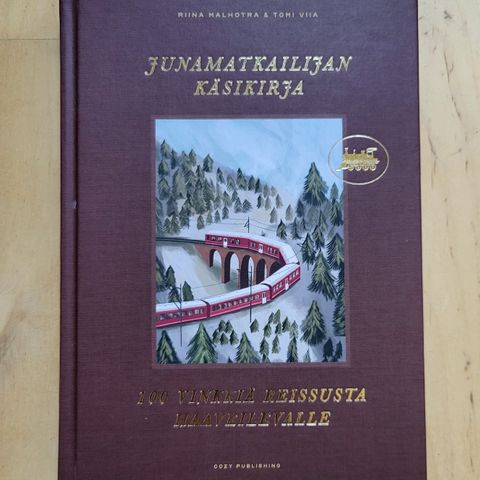 RIINA MALHOTRA & TOMI VIIA
JUNAMATKAILIJAN
KÄSIKIRJA
100 VINKKIÄ REISSUSTA
HAAVEILEVALLE
COZY PUBLISHING